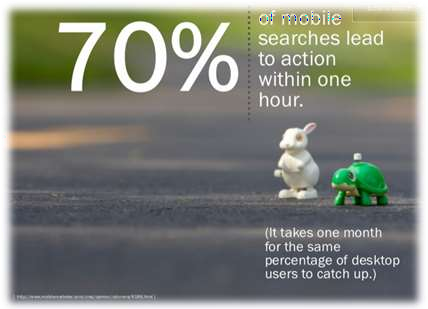 70%
of mobile
searches lead
to action
within one
hour.
(It takes one month
for the same
percentage of desktop
users to catch up.)